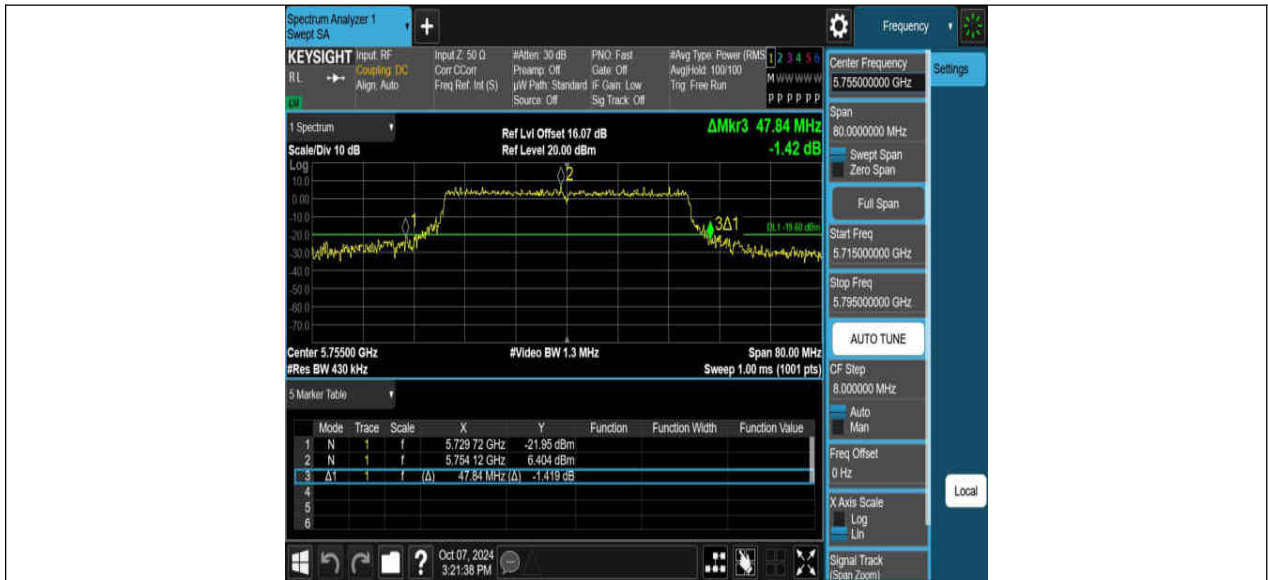 Spectrum Analyzer 1
Swept SA
Frequency
KEYSIGHT
RL
Input: RF
Coupling: DC
Align: Auto
Input Z: 50 Ω
Corr CCorr
Freq Ref: Int (S)
#Atten: 30 dB
Preamp: Off
µW Path: Standard
Source: Off
PNO: Fast
Gate: Off
IF Gain: Low
Sig Track: Off
#Avg Type: Power (RMS
Avg|Hold: 100/100
Trig: Free Run
1 2 3 4 5 6
M W W W W W
P P P P P P
Center Frequency
5.755000000 GHz
Settings
Span
80.0000000 MHz
Swept Span
Zero Span
Full Span
Start Freq
5.715000000 GHz
Stop Freq
5.795000000 GHz
AUTO TUNE
CF Step
8.000000 MHz
Auto
Man
Freq Offset
0 Hz
X Axis Scale
Log
Lin
Signal Track
(Span Zoom)
Local
1 Spectrum
Scale/Div 10 dB
Ref Lvl Offset 16.07 dB
Ref Level 20.00 dBm
ΔMkr3 47.84 MHz
-1.42 dB
Log
10.0
0.00
-10.0
-20.0
-30.0
-40.0
-50.0
-60.0
-70.0
1
2
3Δ1
DL1 -19.60 dBm
Center 5.75500 GHz
#Video BW 1.3 MHz
Span 80.00 MHz
#Res BW 430 kHz
Sweep 1.00 ms (1001 pts)
5 Marker Table
Mode Trace Scale X Y Function Function Width Function Value
1 N 1 f 5.729 72 GHz -21.95 dBm
2 N 1 f 5.754 12 GHz 6.404 dBm
3 Δ1 1 f (Δ) 47.84 MHz (Δ) -1.419 dB
4
5
6
Oct 07, 2024
3:21:38 PM